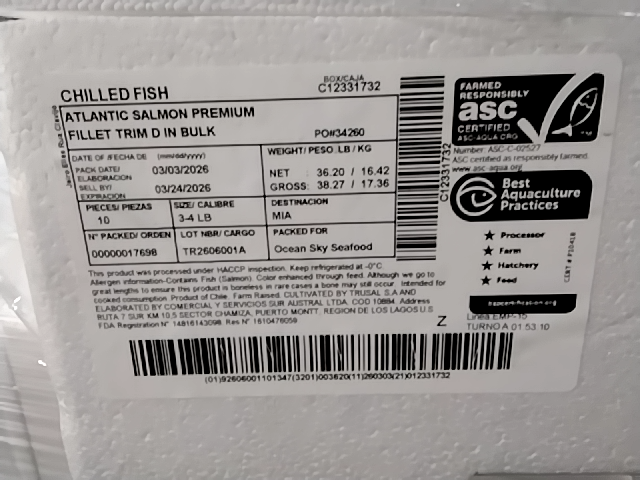 CHILLED FISH
BOX/CAJA
C12331732
ATLANTIC SALMON PREMIUM
FILLET TRIM D IN BULK
PO#34260
DATE OF /FECHA DE (mm/dd/yyyy)
PACK DATE/ 03/03/2026
ELABORACION
SELL BY/ 03/24/2026
EXPIRACION
WEIGHT/ PESO LB / KG
NET : 36.20 / 16.42
GROSS: 38.27 / 17.36
PIECES/ PIEZAS
10
SIZE/ CALIBRE
3-4 LB
DESTINACION
MIA
N° PACKED/ ORDEN
00000017698
LOT NBR/ CARGO
TR2606001A
PACKED FOR
Ocean Sky Seafood
This product was processed under HACCP inspection. Keep refrigerated at -0°C
Allergen information-Contains Fish (Salmon). Color enhanced through feed. Although we go to
great lengths to ensure this product is boneless in rare cases a bone may still occur. Intended for
cooked consumption. Product of Chile. Farm Raised. CULTIVATED BY TRUSAL S.A AND
ELABORATED BY COMERCIAL Y SERVICIOS SUR AUSTRAL LTDA. COD 10884. Address
RUTA 7 SUR KM 10,5 SECTOR CHAMIZA, PUERTO MONTT, REGION DE LOS LAGOS U.S
FDA Registration N° 14816143098. Res N° 1610476059
Z
(01)92606001101347(3201)003620(11)260303(21)012331732
C12331732
FARMED
RESPONSIBLY
asc
CERTIFIED
ASC-AQUA.ORG
Number: ASC-C-02527
ASC certified as responsibly farmed.
www.asc-aqua.org
Best
Aquaculture
Practices
★ Processor
★ Farm
★ Hatchery
★ Feed
CERT # P10418
bapcertification.org
Linea EMP-15
TURNO A 01:53:10